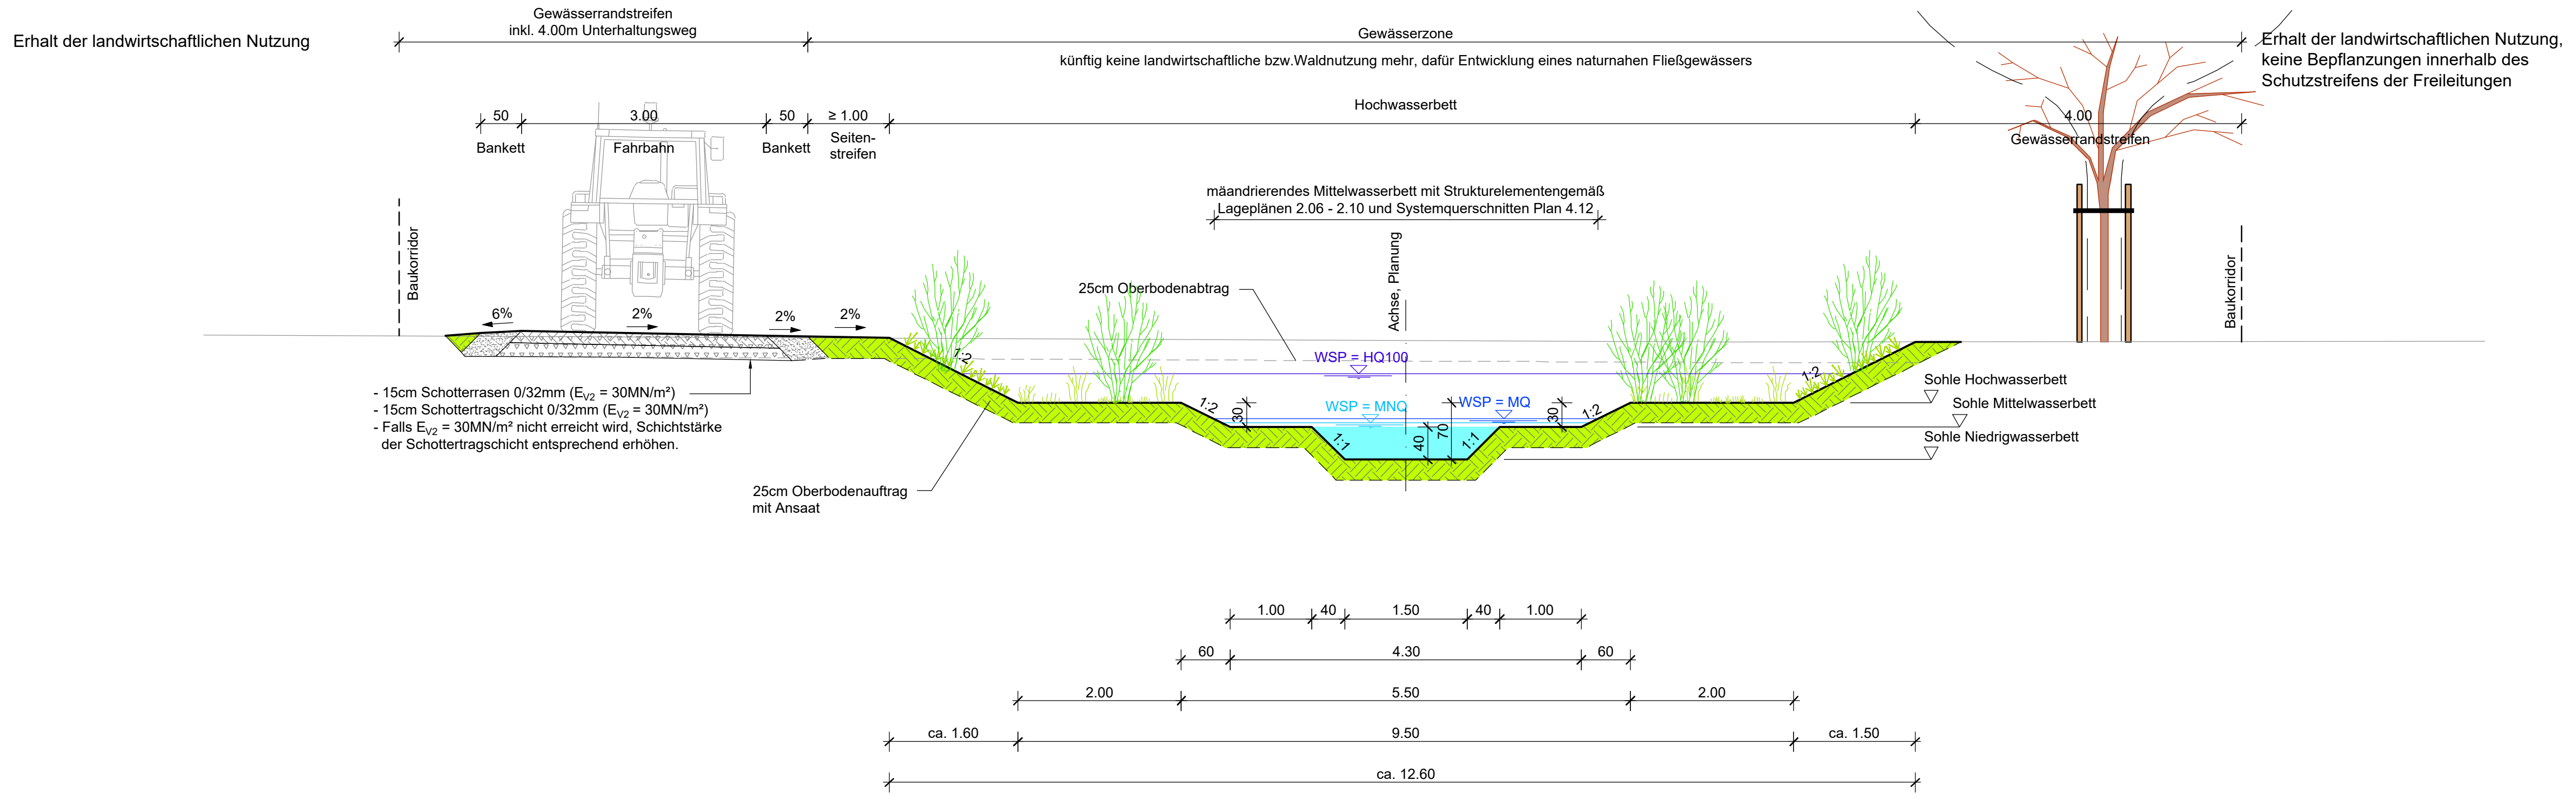 Gewässerrandstreifen
inkl. 4.00m Unterhaltungsweg
Erhalt der landwirtschaftlichen Nutzung
Gewässerzone
künftig keine landwirtschaftliche bzw.Waldnutzung mehr, dafür Entwicklung eines naturnahen Fließgewässers
Erhalt der landwirtschaftlichen Nutzung,
keine Bepflanzungen innerhalb des
Schutzstreifens der Freileitungen
Hochwasserbett
50
3.00
50
≥ 1.00
4.00
Bankett
Fahrbahn
Bankett
Seiten-
streifen
Gewässerrandstreifen
mäandrierendes Mittelwasserbett mit Strukturelementengemäß
Lageplänen 2.06 - 2.10 und Systemquerschnitten Plan 4.12
Baukorridor
Achse, Planung
Baukorridor
25cm Oberbodenabtrag
6%
2%
2%
2%
1:2
WSP = HQ100
1:2
- 15cm Schotterrasen 0/32mm (EV2 = 30MN/m²)
- 15cm Schottertragschicht 0/32mm (EV2 = 30MN/m²)
- Falls EV2 = 30MN/m² nicht erreicht wird, Schichtstärke
der Schottertragschicht entsprechend erhöhen.
Sohle Hochwasserbett
Sohle Mittelwasserbett
Sohle Niedrigwasserbett
1:2
30
WSP = MNQ
WSP = MQ
30
1:2
1:1
40
70
1:1
25cm Oberbodenauftrag
mit Ansaat
1.00
40
1.50
40
1.00
60
4.30
60
2.00
5.50
2.00
ca. 1.60
9.50
ca. 1.50
ca. 12.60